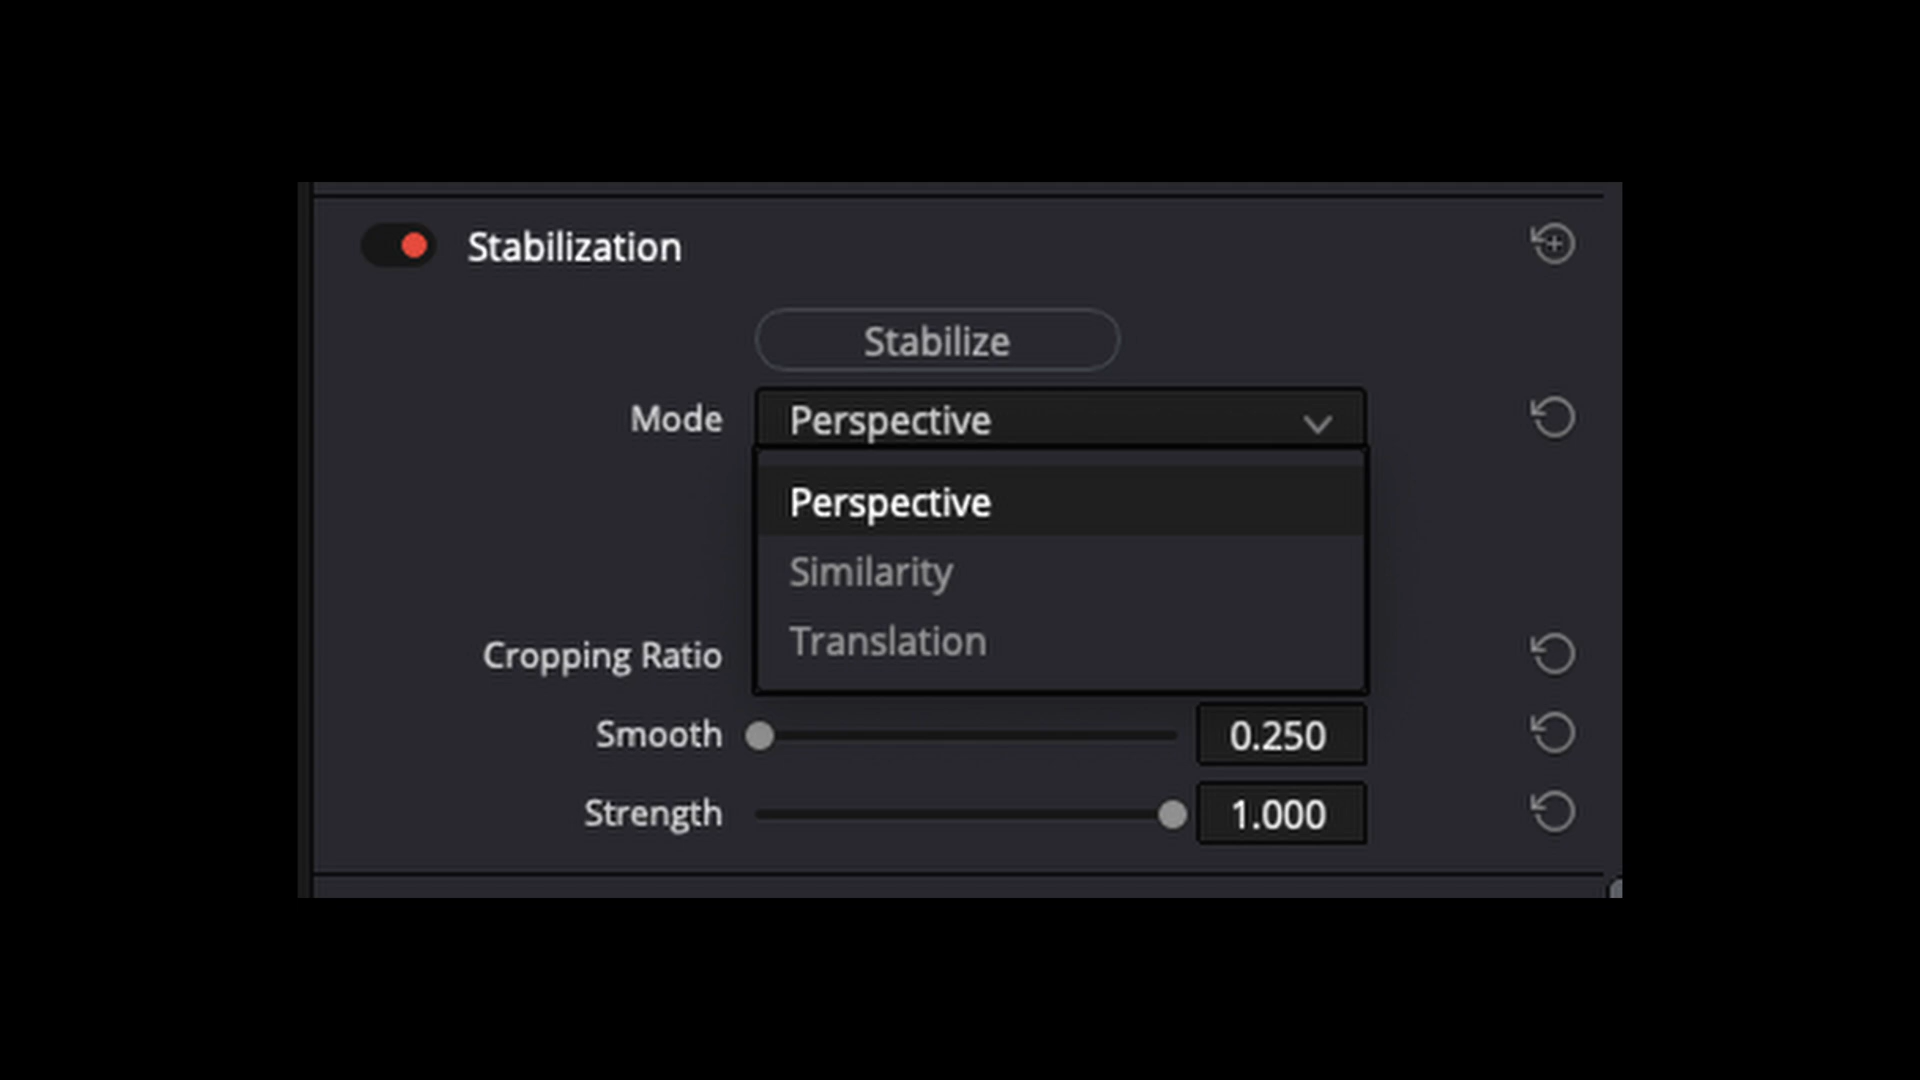 Stabilization
Stabilize
Mode Perspective
Perspective
Similarity
Translation
Cropping Ratio
Smooth 0.250
Strength 1.000